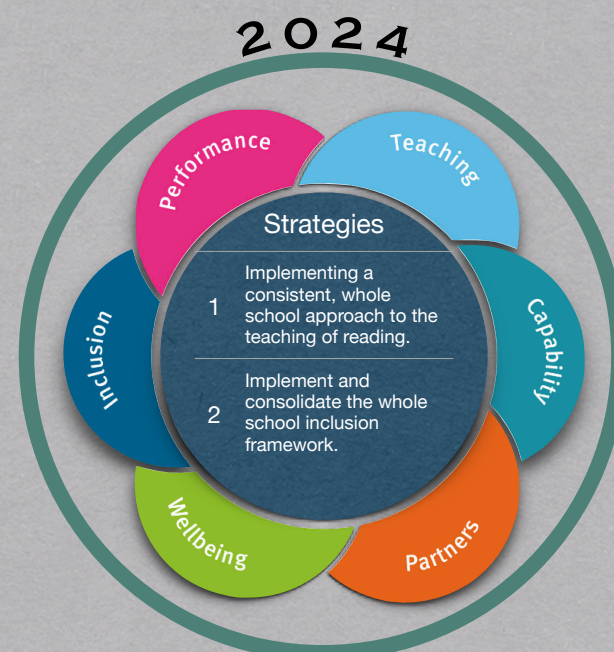 2024
Performance
Teaching
Strategies
1
Implementing a
consistent, whole
school approach to the
teaching of reading.
Inclusion
Capability
2
Implement and
consolidate the whole
school inclusion
framework.
Wellbeing
Partners